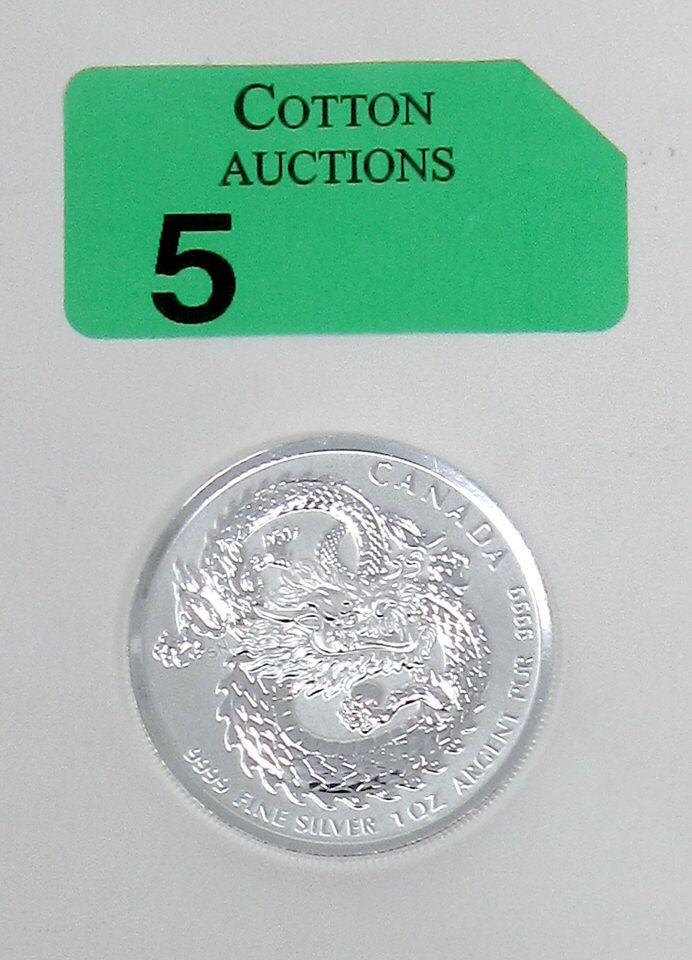 COTTON
AUCTIONS
5
CANADA
9999 FINE SILVER 1 OZ ARGENT PUR 9999